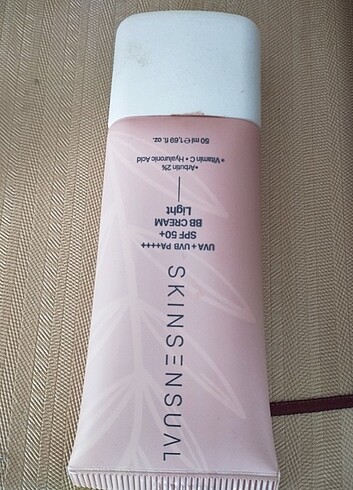 SKINSENSUAL
UVA + UVB PA++++
SPF 50+
BB CREAM
Light
•Arbutin 2%
•Vitamin C • Hyaluronic Acid
50 ml ℮ 1,69 fl. oz.